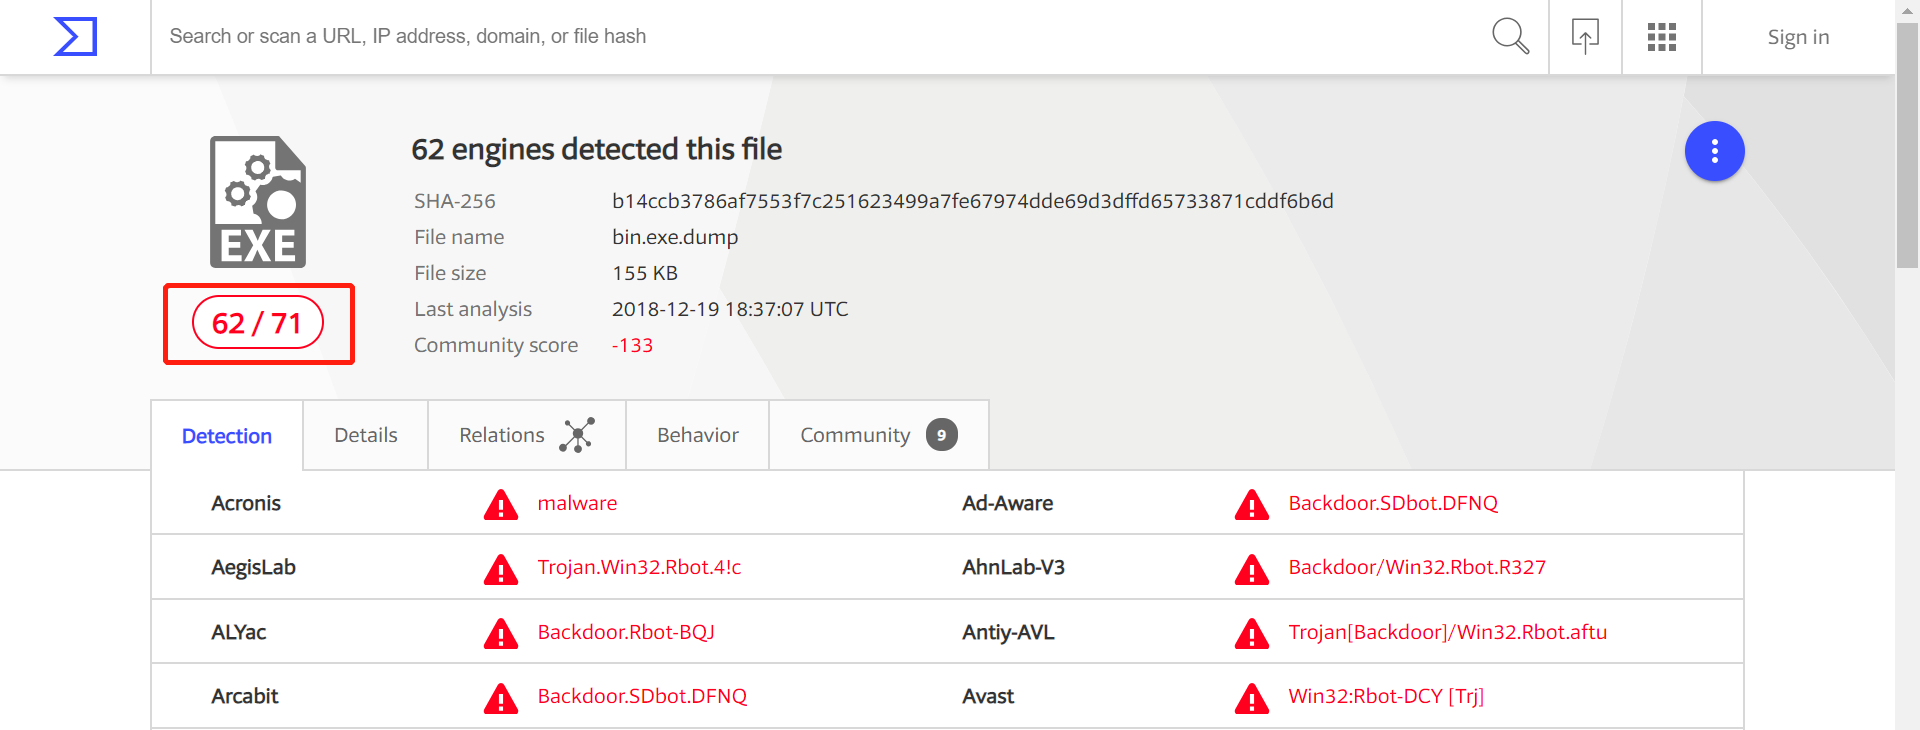 Search or scan a URL, IP address, domain, or file hash
Sign in
EXE
62 / 71
62 engines detected this file
SHA-256 b14ccb3786af7553f7c251623499a7fe67974dde69d3dffd65733871cddf6b6d
File name bin.exe.dump
File size 155 KB
Last analysis 2018-12-19 18:37:07 UTC
Community score -133
Detection Details Relations Behavior Community 9
Acronis malware Ad-Aware Backdoor.SDbot.DFNQ
AegisLab Trojan.Win32.Rbot.4!c AhnLab-V3 Backdoor/Win32.Rbot.R327
ALYac Backdoor.Rbot-BQJ Antiy-AVL Trojan[Backdoor]/Win32.Rbot.aftu
Arcabit Backdoor.SDbot.DFNQ Avast Win32:Rbot-DCY [Trj]